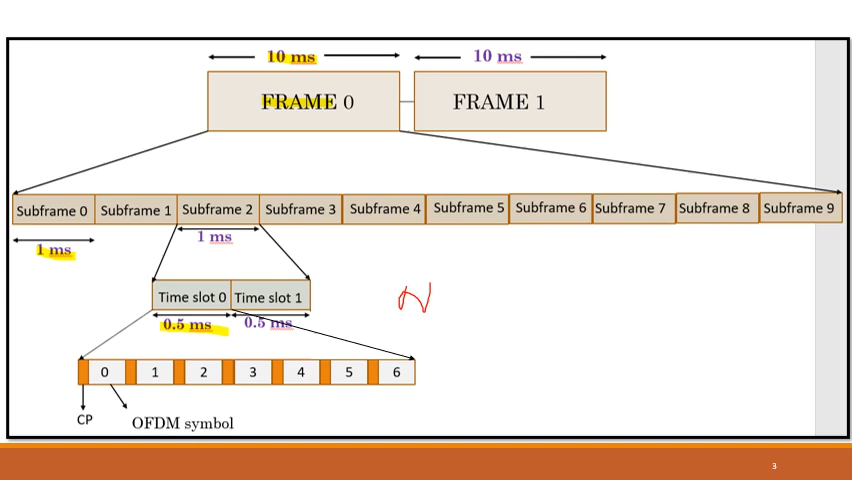 10 ms 10 ms
FRAME 0 FRAME 1
Subframe 0 Subframe 1 Subframe 2 Subframe 3 Subframe 4 Subframe 5 Subframe 6 Subframe 7 Subframe 8 Subframe 9
1 ms 1 ms
Time slot 0 Time slot 1
0.5 ms 0.5 ms
0 1 2 3 4 5 6
CP OFDM symbol
3